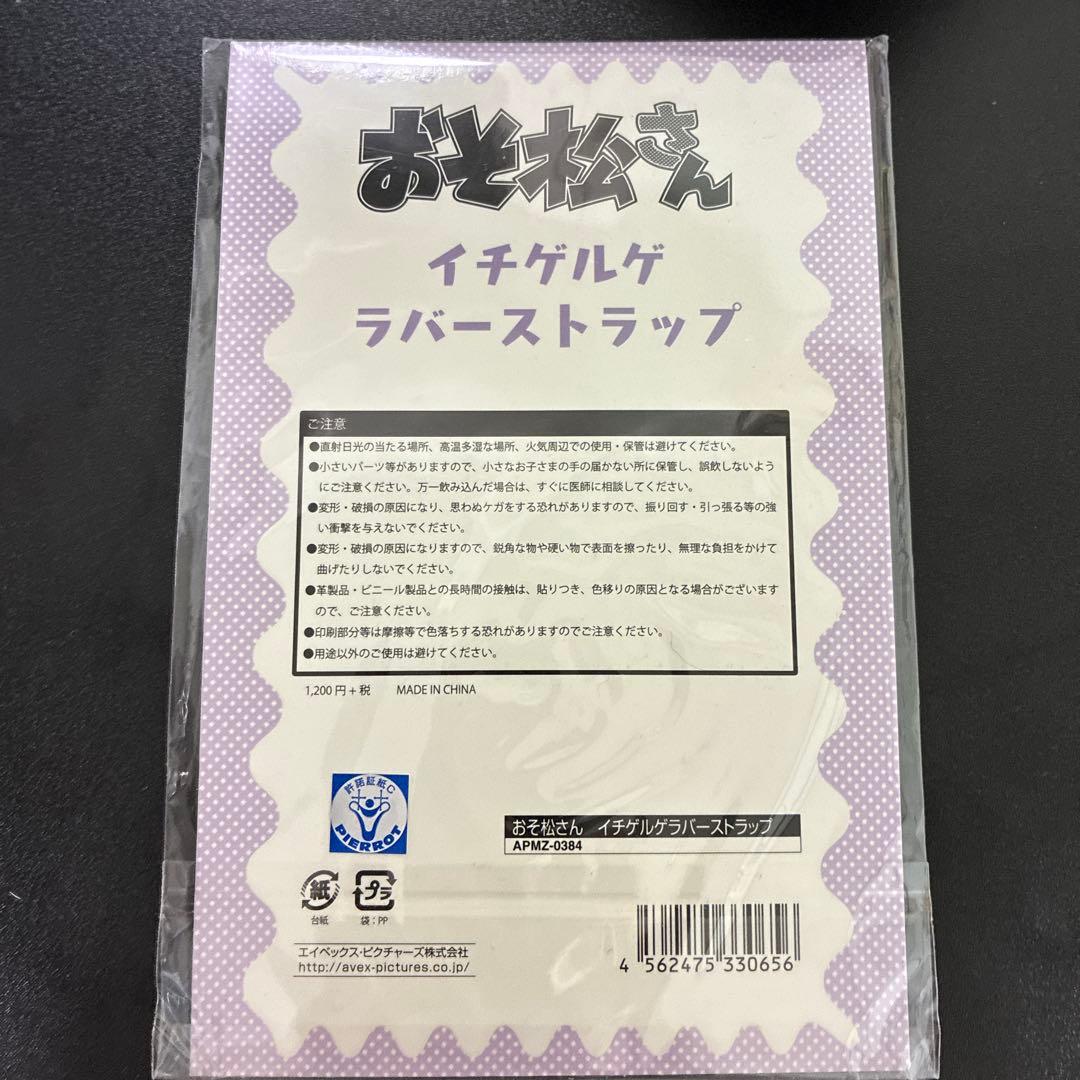 おそ松さん
イチゲルゲ
ラバーストラップ
ご注意
●直射日光の当たる場所、高温多湿な場所、火気周辺での使用・保管は避けてください。
●小さいパーツ等がありますので、小さなお子さまの手の届かない所に保管し、誤飲しないよう
にご注意ください。万一飲み込んだ場合は、すぐに医師に相談してください。
●変形・破損の原因になり、思わぬケガをする恐れがありますので、振り回す・引っ張る等の強
い衝撃を与えないでください。
●変形・破損の原因になりますので、鋭角な物や硬い物で表面を擦ったり、無理な負担をかけて
曲げたりしないでください。
●革製品・ビニール製品との長時間の接触は、貼りつき、色移りの原因となる場合がございます
ので、ご注意ください。
●印刷部分等は摩擦等で色落ちする恐れがありますのでご注意ください。
●用途以外のご使用は避けてください。
1,200円+税 MADE IN CHINA
許諾証紙C
PIERROT
おそ松さん イチゲルゲラバーストラップ
APMZ-0384
紙 プラ
台紙 袋:PP
エイベックス・ピクチャーズ株式会社
http://avex-pictures.co.jp/
4 562475 330656